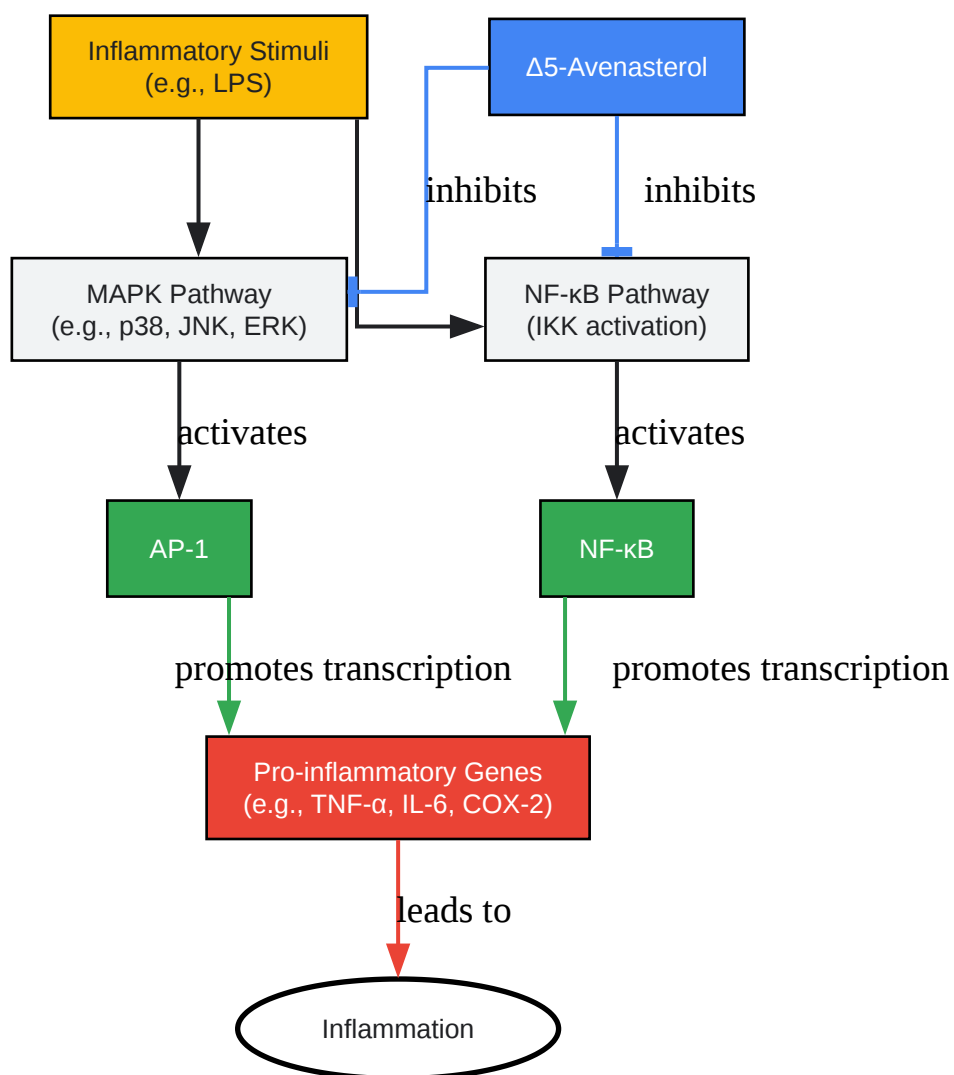 Inflammatory Stimuli
(e.g., LPS)
Δ5-Avenasterol
inhibits
inhibits
MAPK Pathway
(e.g., p38, JNK, ERK)
NF-κB Pathway
(IKK activation)
activates
activates
AP-1
NF-κB
promotes transcription
promotes transcription
Pro-inflammatory Genes
(e.g., TNF-α, IL-6, COX-2)
leads to
Inflammation